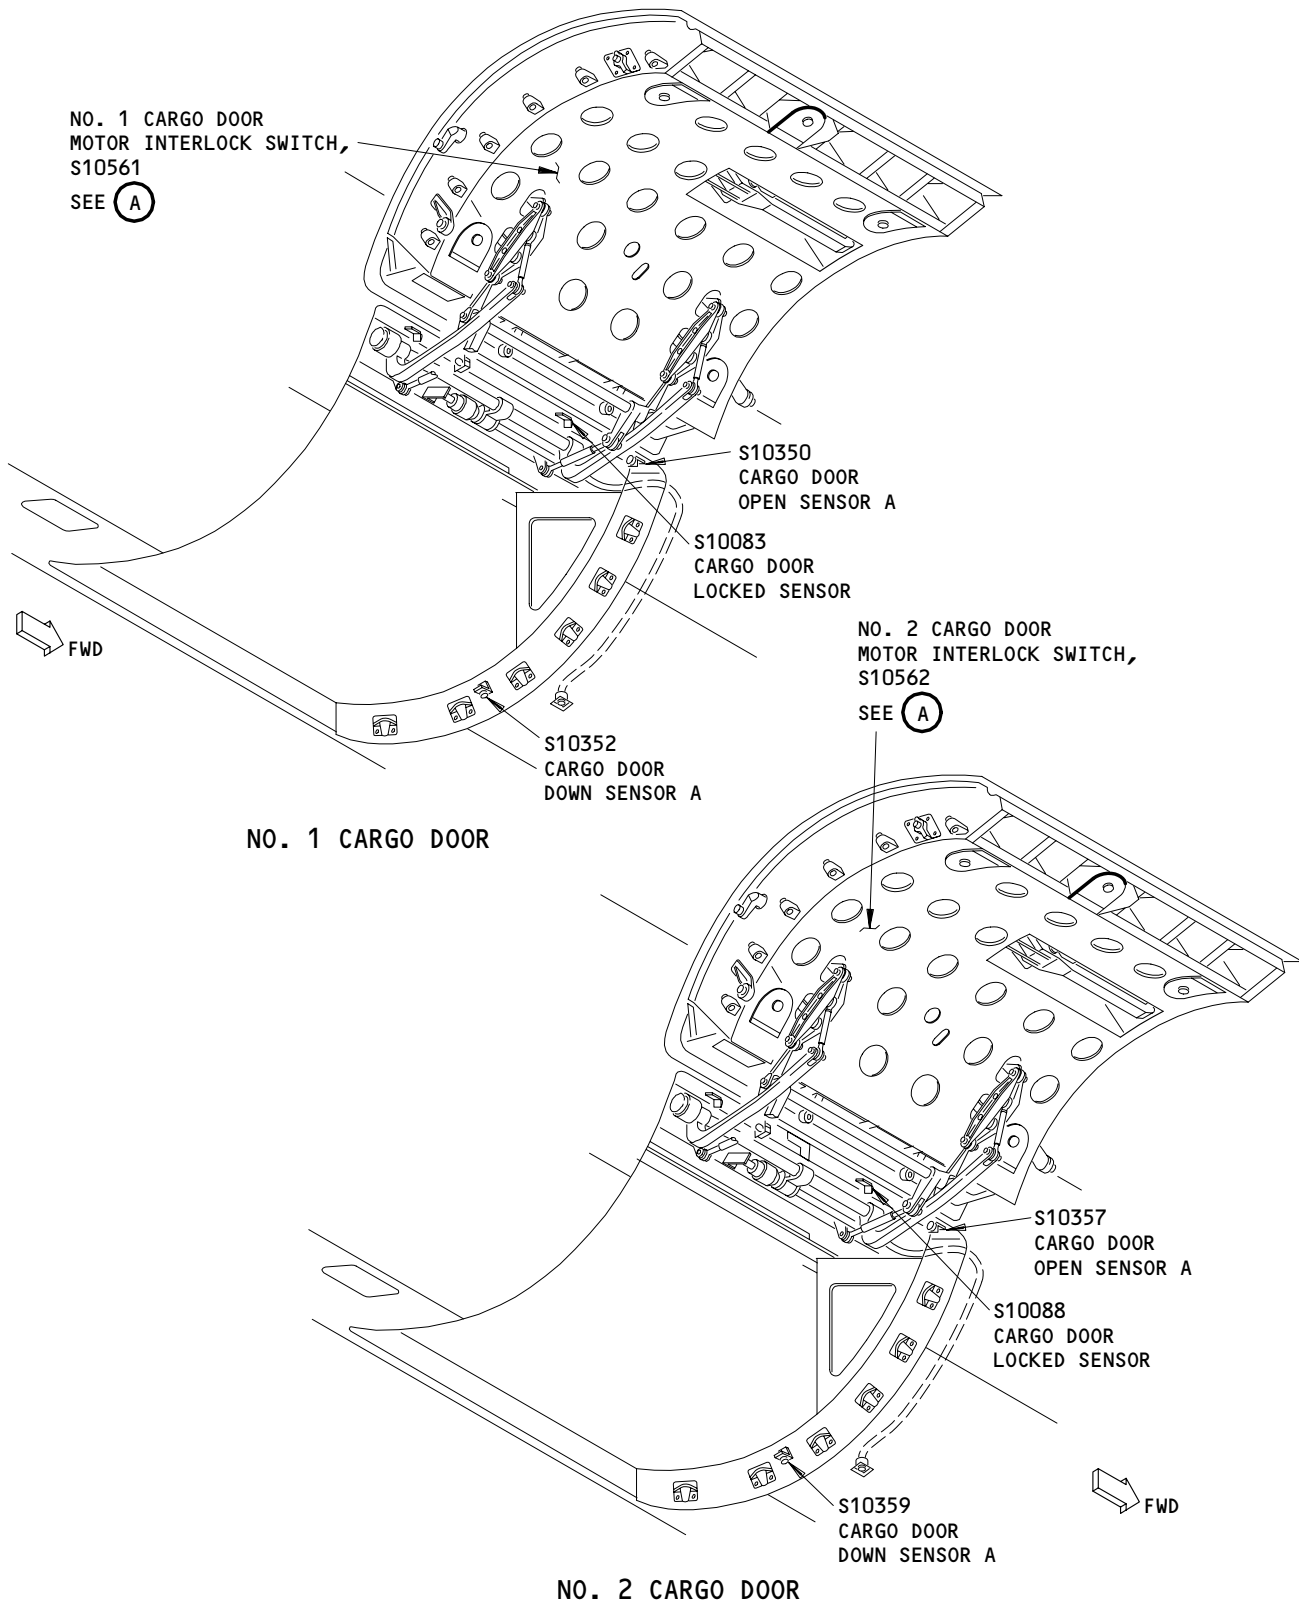 NO. 1 CARGO DOOR
MOTOR INTERLOCK SWITCH,
S10561
SEE A
S10350
CARGO DOOR
OPEN SENSOR A
S10083
CARGO DOOR
LOCKED SENSOR
FWD
S10352
CARGO DOOR
DOWN SENSOR A
NO. 1 CARGO DOOR
NO. 2 CARGO DOOR
MOTOR INTERLOCK SWITCH,
S10562
SEE A
S10357
CARGO DOOR
OPEN SENSOR A
S10088
CARGO DOOR
LOCKED SENSOR
FWD
S10359
CARGO DOOR
DOWN SENSOR A
NO. 2 CARGO DOOR